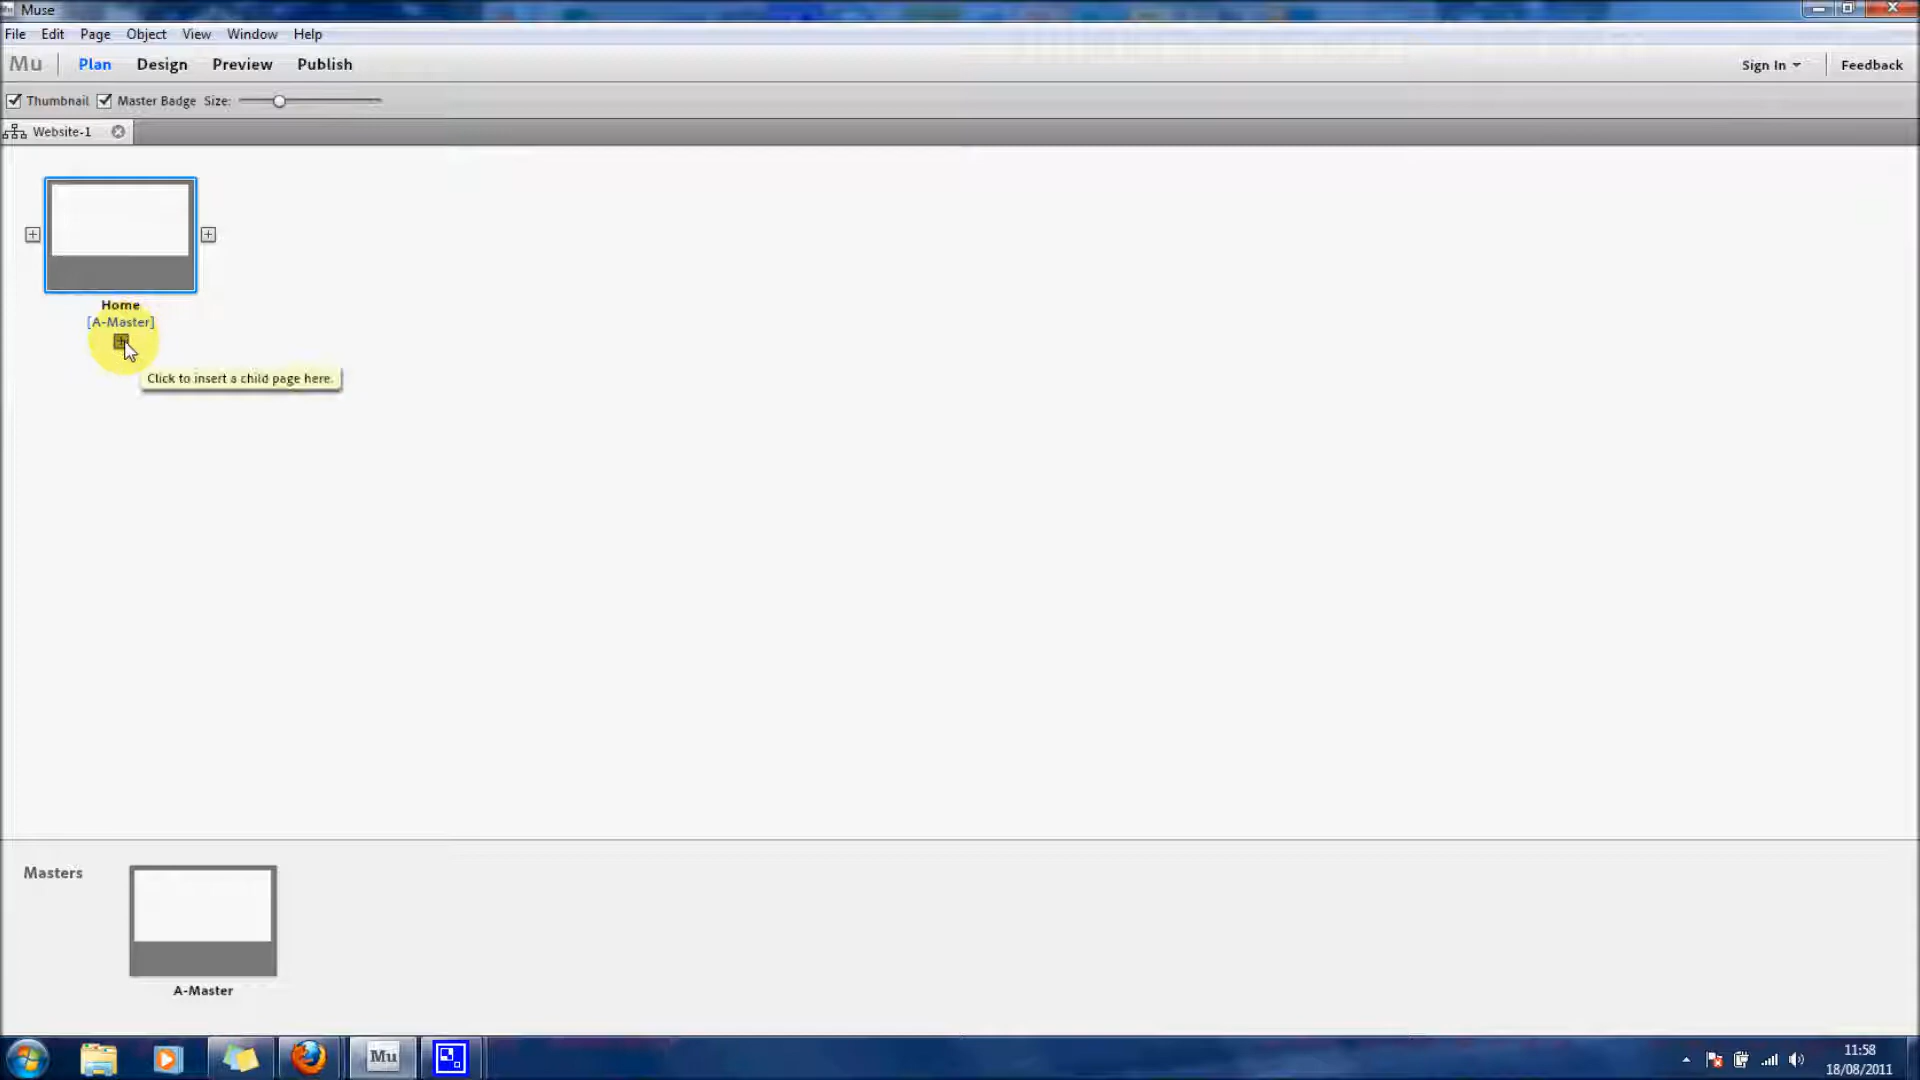 Muse
File Edit Page Object View Window Help
Mu Plan Design Preview Publish Sign In Feedback
Thumbnail Master Badge Size:
Website-1
Home
[A-Master]
Click to insert a child page here.
Masters
A-Master
Mu
11:58
18/08/2011